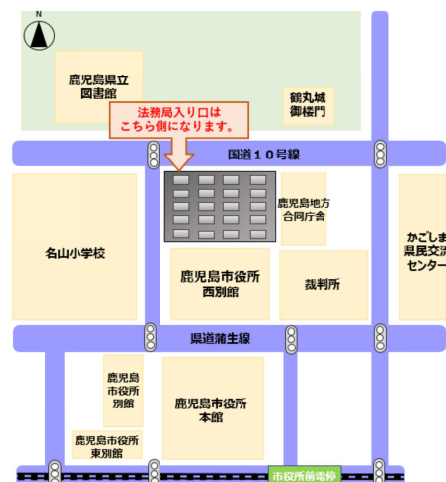 N
鹿児島県立
図書館
鶴丸城
御楼門
法務局入り口は
こちら側になります。
国道１０号線
鹿児島地方
合同庁舎
名山小学校
かごしま
県民交流
センター
鹿児島市役所
西別館
裁判所
県道蒲生線
鹿児島
市役所
別館
鹿児島市役所
本館
鹿児島市役所
東別館
市役所前電停